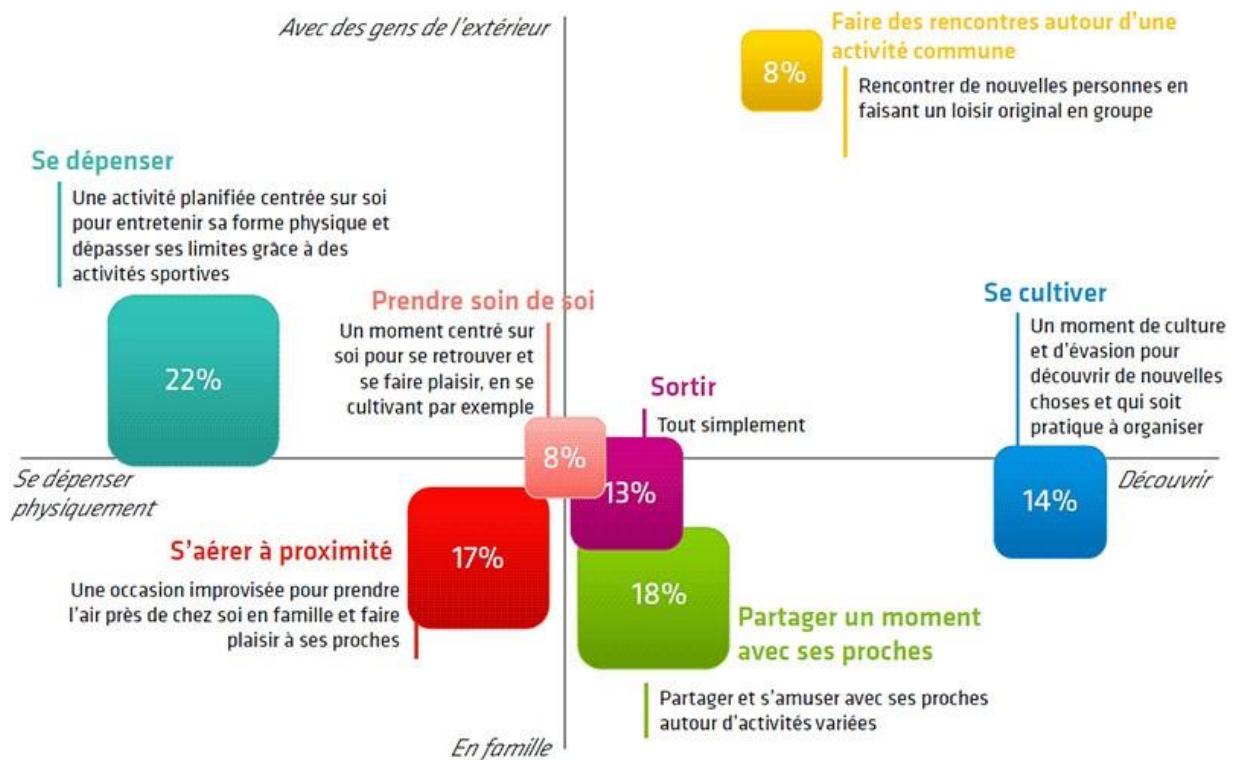 Avec des gens de l'extérieur
Faire des rencontres autour d'une
activité commune
8%
Rencontrer de nouvelles personnes en
faisant un loisir original en groupe
Se dépenser
Une activité planifiée centrée sur soi
pour entretenir sa forme physique et
dépasser ses limites grâce à des
activités sportives
22%
Prendre soin de soi
Un moment centré sur
soi pour se retrouver et
se faire plaisir, en se
cultivant par exemple
8%
Sortir
Tout simplement
13%
Se cultiver
Un moment de culture
et d'évasion pour
découvrir de nouvelles
choses et qui soit
pratique à organiser
14%
Se dépenser
physiquement
Découvrir
S'aérer à proximité
17%
Une occasion improvisée pour prendre
l'air près de chez soi en famille et faire
plaisir à ses proches
18%
Partager un moment
avec ses proches
Partager et s'amuser avec ses proches
autour d'activités variées
En famille